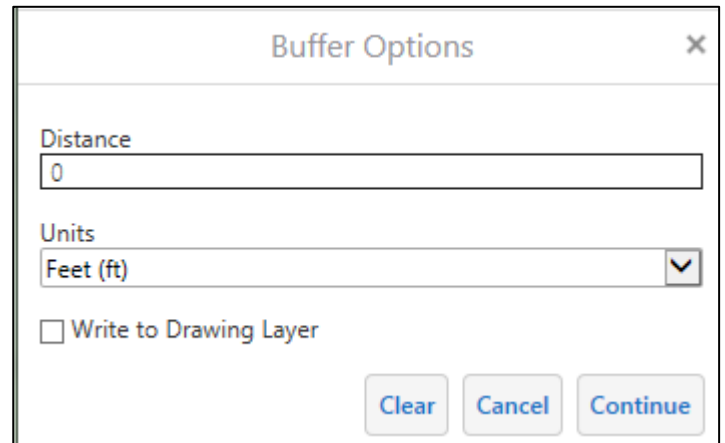 Buffer Options ×
Distance
0
Units
Feet (ft)
Write to Drawing Layer
Clear Cancel Continue